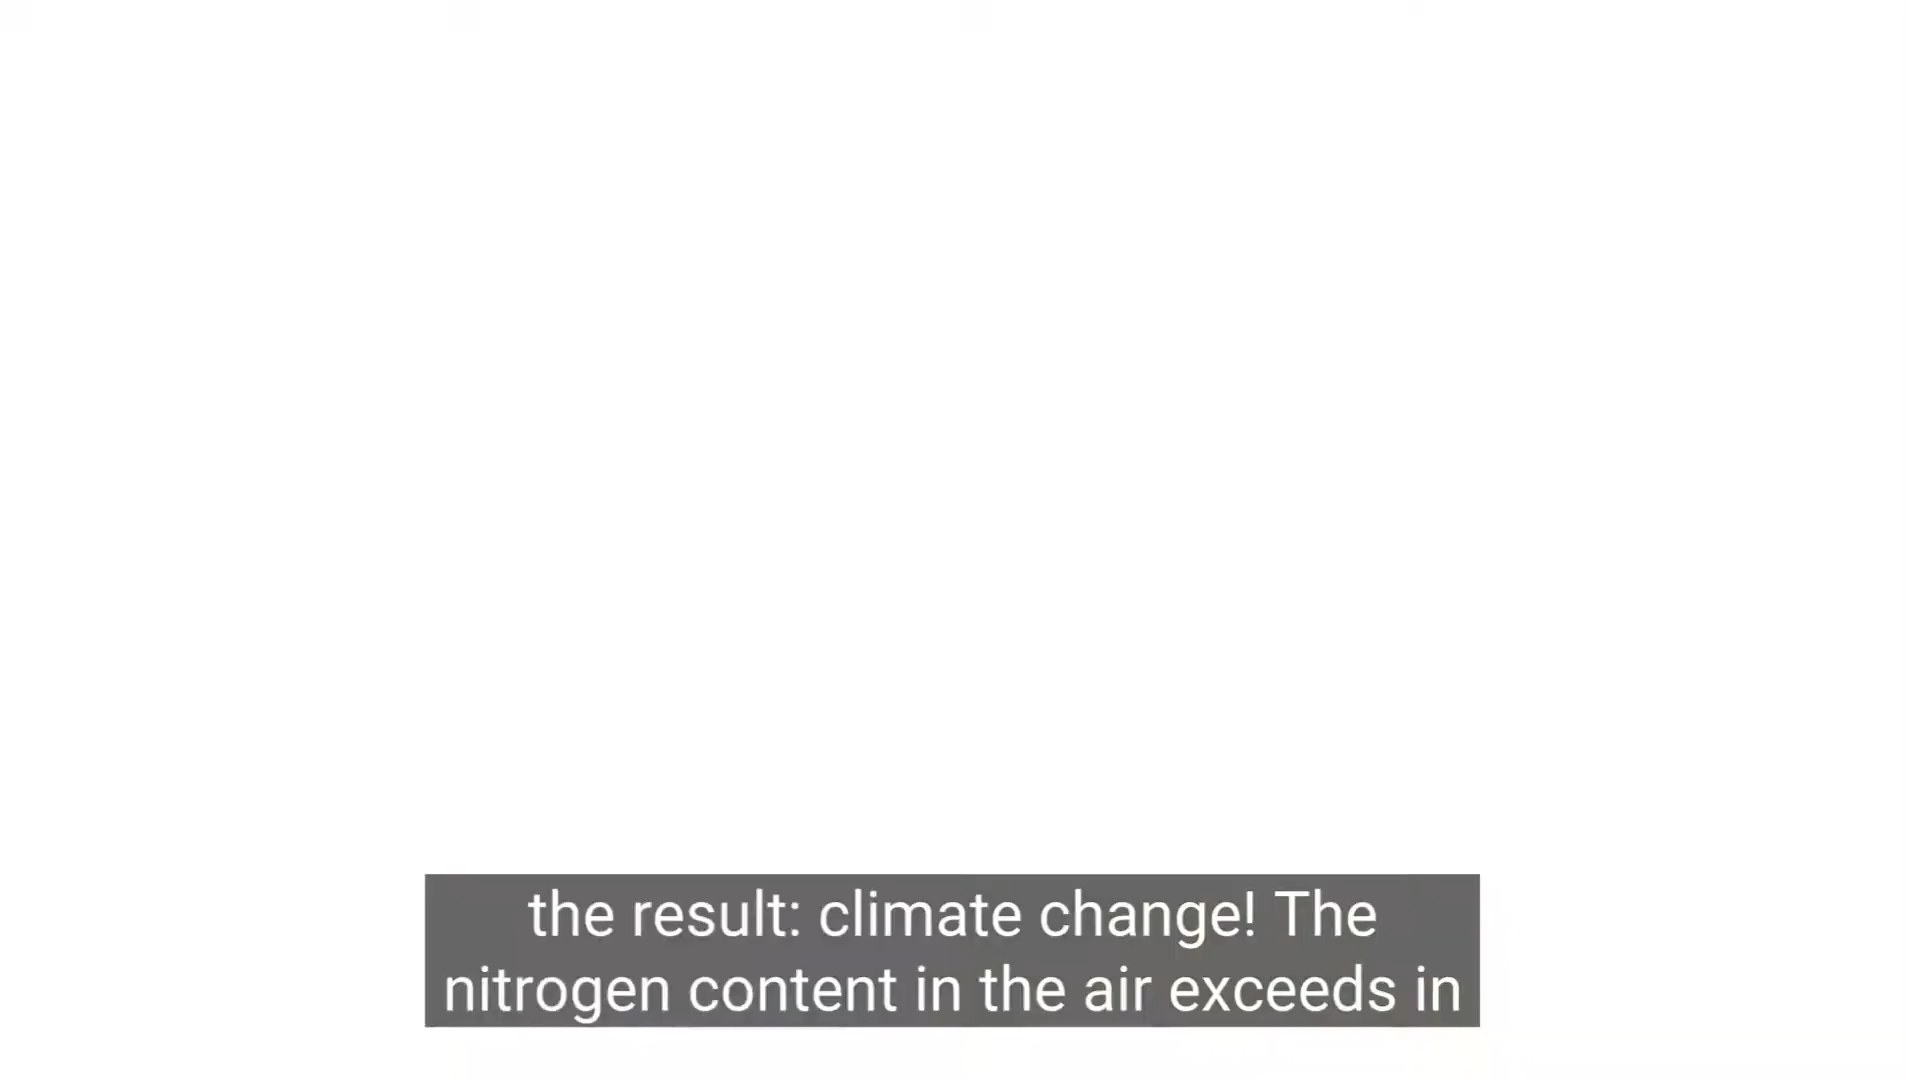 the result: climate change! The
nitrogen content in the air exceeds in